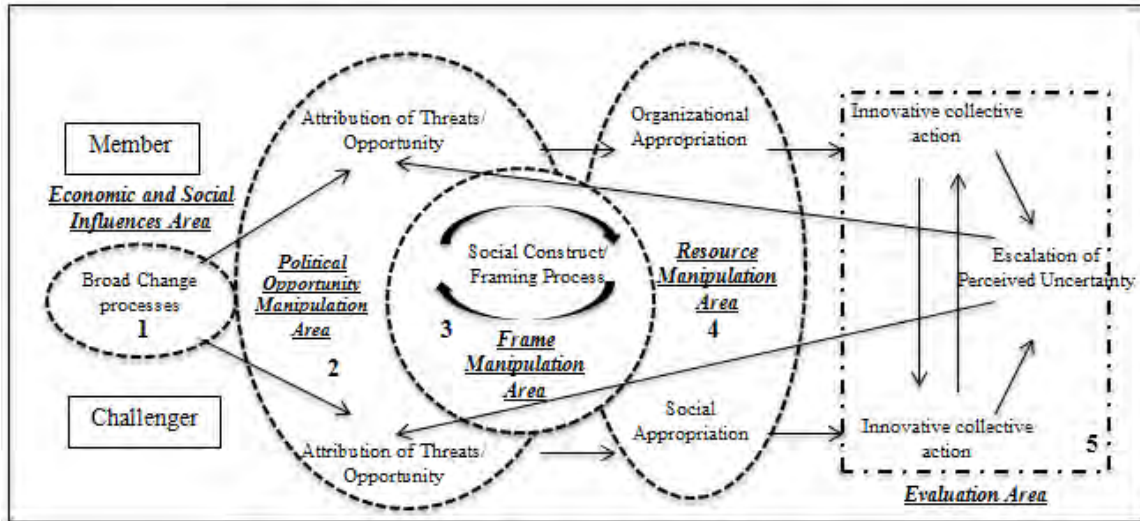 Member
Economic and Social
Influences Area
Broad Change
processes
1
Challenger
Attribution of Threats/
Opportunity
Political
Opportunity
Manipulation
Area
2
Attribution of Threats/
Opportunity
Social Construct/
Framing Process
3
Frame
Manipulation
Area
Organizational
Appropriation
Resource
Manipulation
Area
4
Social
Appropriation
Innovative collective
action
Escalation of
Perceived Uncertainty
Innovative collective
action
5
Evaluation Area